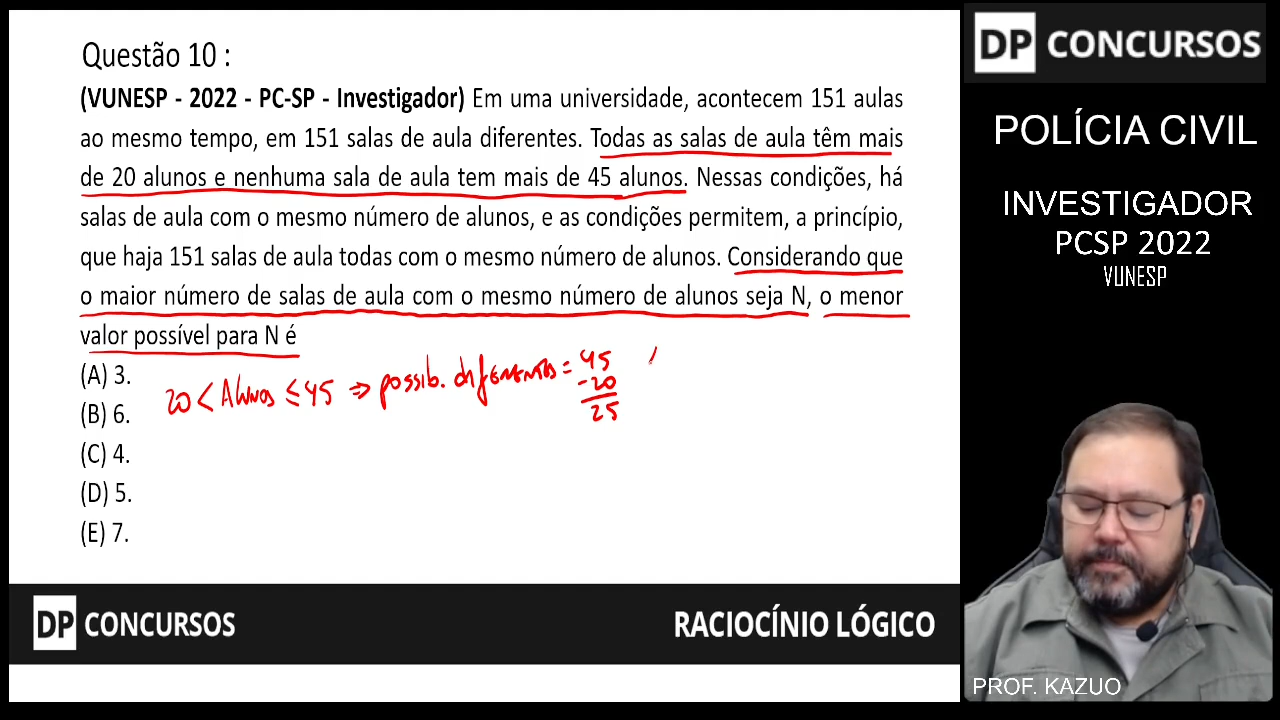 Questão 10 :
(VUNESP - 2022 - PC-SP - Investigador) Em uma universidade, acontecem 151 aulas
ao mesmo tempo, em 151 salas de aula diferentes. Todas as salas de aula têm mais
de 20 alunos e nenhuma sala de aula tem mais de 45 alunos. Nessas condições, há
salas de aula com o mesmo número de alunos, e as condições permitem, a princípio,
que haja 151 salas de aula todas com o mesmo número de alunos. Considerando que
o maior número de salas de aula com o mesmo número de alunos seja N, o menor
valor possível para N é
(A) 3.
(B) 6.
(C) 4.
(D) 5.
(E) 7.
20 < Alunos ≤ 45 ⇒ possib. diferentes = 45
-20
25
DP CONCURSOS
RACIOCÍNIO LÓGICO
DP CONCURSOS
POLÍCIA CIVIL
INVESTIGADOR
PCSP 2022
VUNESP
PROF. KAZUO